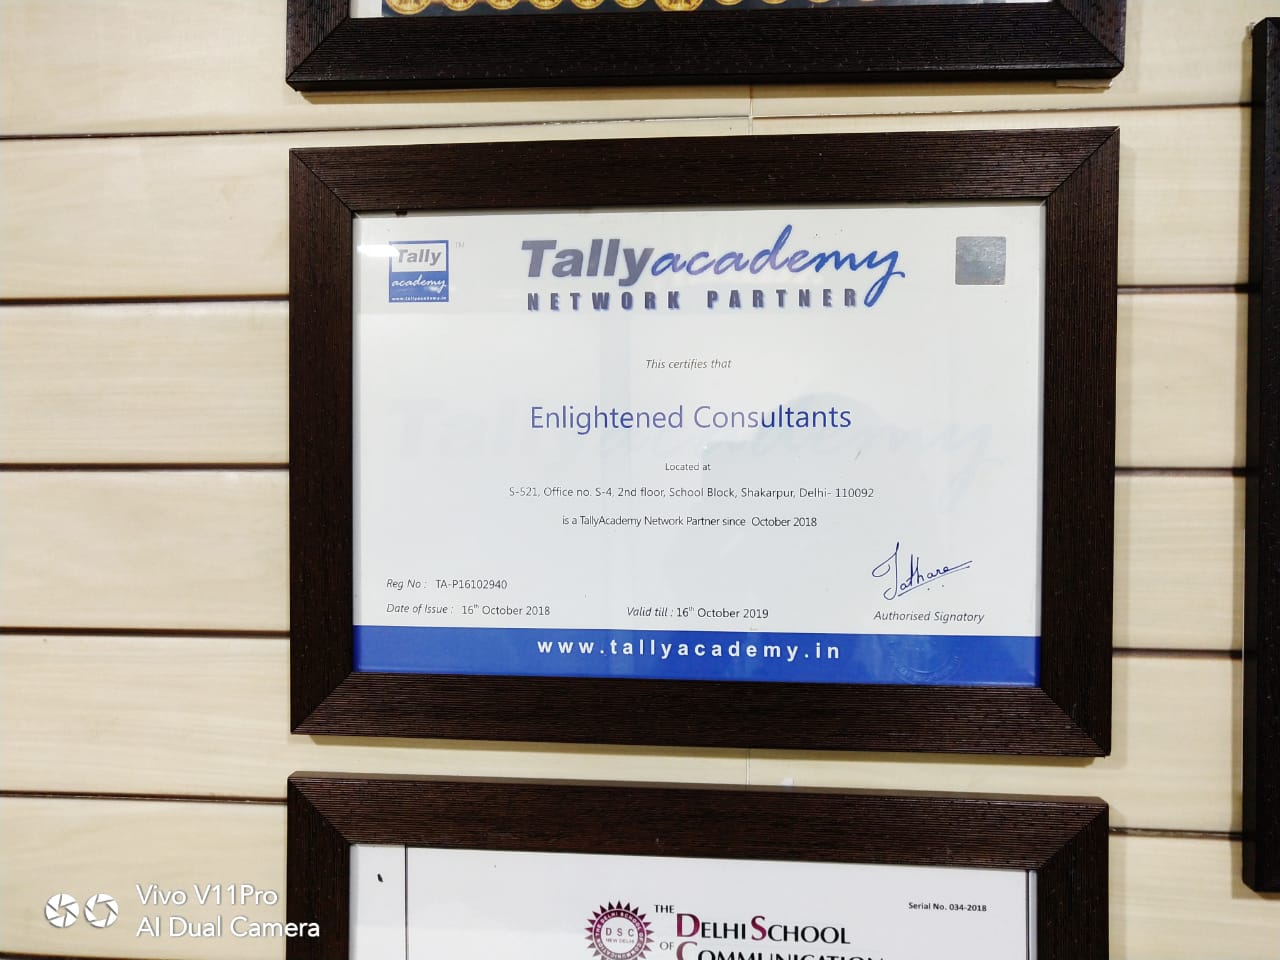 Tally
TM
academy
www.tallyacademy.in
Tallyacademy
NETWORK PARTNER
This certifies that
Enlightened Consultants
Located at
S-521, Office no. S-4, 2nd floor, School Block, Shakarpur, Delhi- 110092
is a TallyAcademy Network Partner since October 2018
Reg No : TA-P16102940
Date of Issue : 16th October 2018
Valid till : 16th October 2019
Authorised Signatory
www.tallyacademy.in
Serial No. 034-2018
DSC
NEW DELHI
THE DELHI SCHOOL
OF COMMUNICATION
Vivo V11Pro
AI Dual Camera